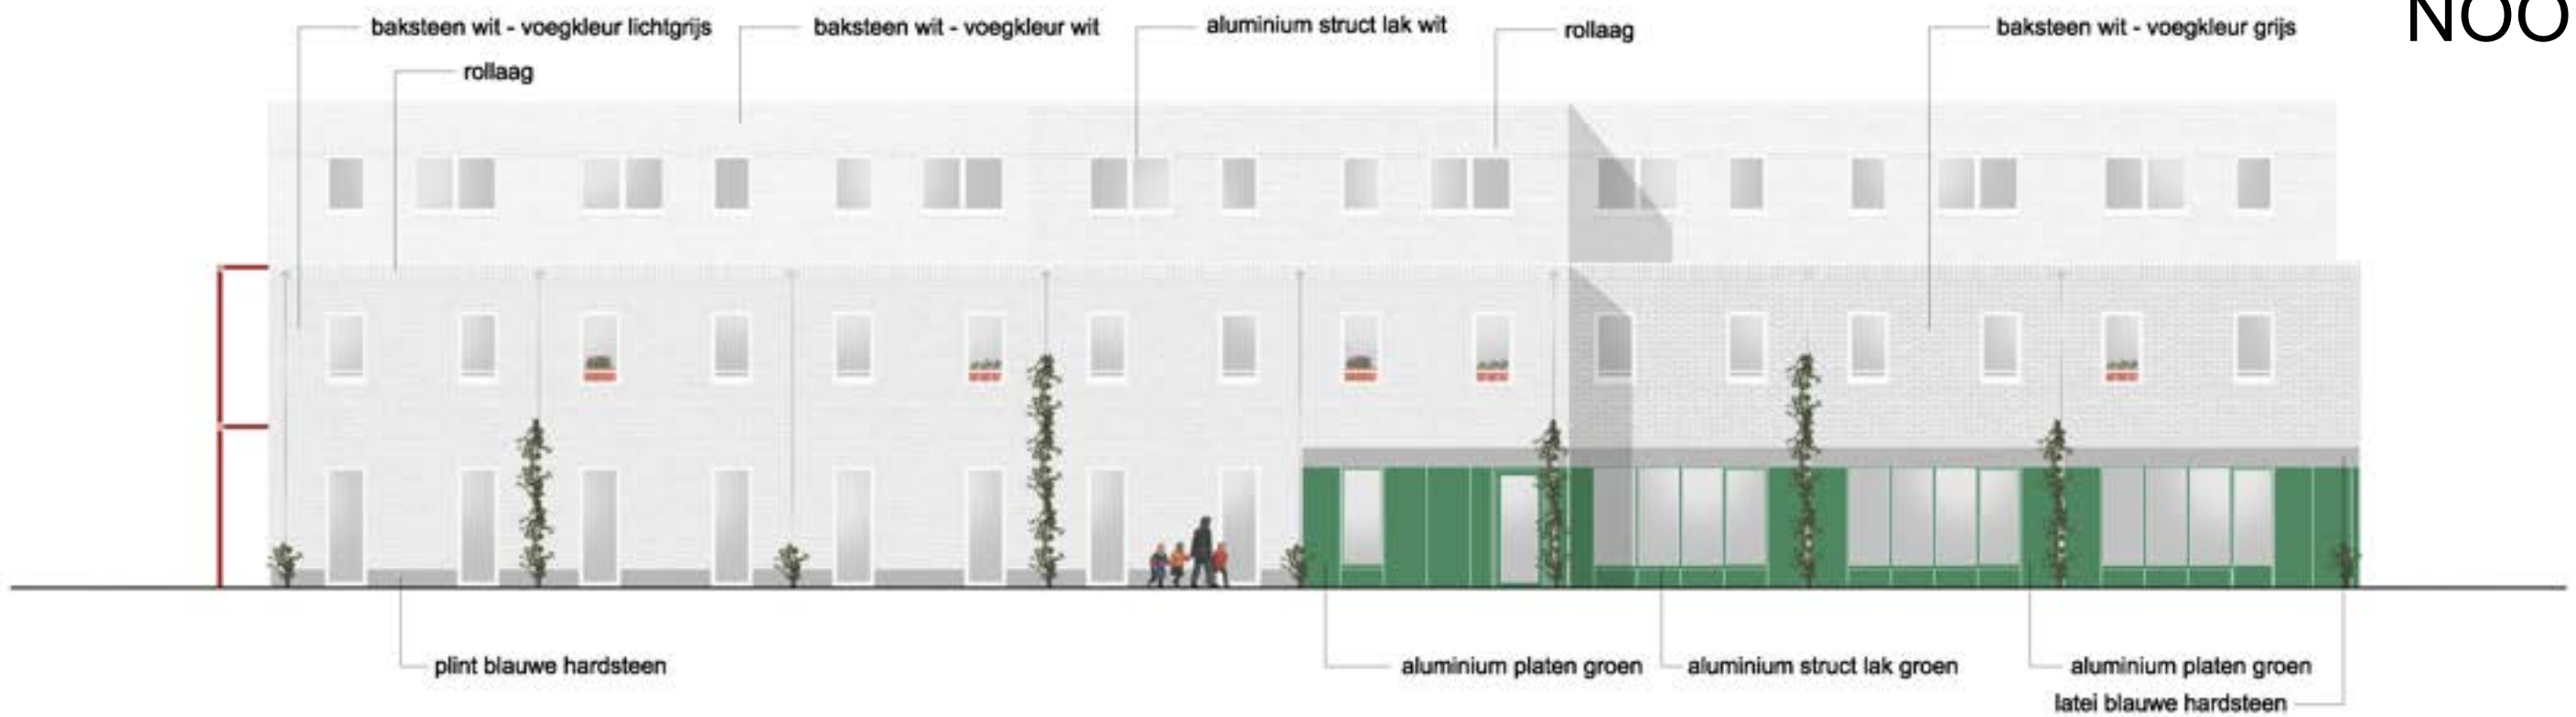 baksteen wit - voegkleur lichtgrijs
baksteen wit - voegkleur wit
aluminium struct lak wit
rollaag
baksteen wit - voegkleur grijs
NOO
rollaag
plint blauwe hardsteen
aluminium platen groen
aluminium struct lak groen
aluminium platen groen
latei blauwe hardsteen